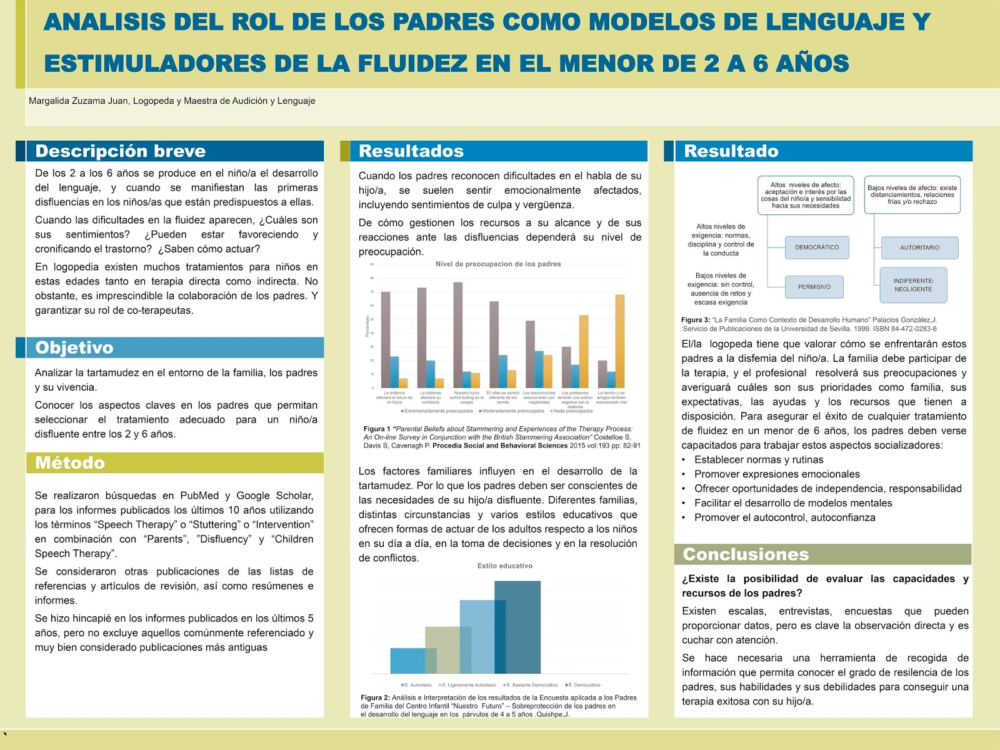 ANALISIS DEL ROL DE LOS PADRES COMO MODELOS DE LENGUAJE Y
ESTIMULADORES DE LA FLUIDEZ EN EL MENOR DE 2 A 6 AÑOS
Margalida Zuzama Juan, Logopeda y Maestra de Audición y Lenguaje
Descripción breve
De los 2 a los 6 años se produce en el niño/a el desarrollo
del lenguaje, y cuando se manifiestan las primeras
disfluencias en los niños/as que están predispuestos a ellas.
Cuando las dificultades en la fluidez aparecen, ¿Cuáles son
sus sentimientos? ¿Pueden estar favoreciendo y
cronificando el trastorno? ¿Saben cómo actuar?
En logopedia existen muchos tratamientos para niños en
estas edades tanto en terapia directa como indirecta. No
obstante, es imprescindible la colaboración de los padres. Y
garantizar su rol de co-terapeutas.
Objetivo
Analizar la tartamudez en el entorno de la familia, los padres
y su vivencia.
Conocer los aspectos claves en los padres que permitan
seleccionar el tratamiento adecuado para un niño/a
disfluente entre los 2 y 6 años.
Método
Se realizaron búsquedas en PubMed y Google Scholar,
para los informes publicados los últimos 10 años utilizando
los términos “Speech Therapy” o “Stuttering” o “Intervention”
en combinación con “Parents”, ”Disfluency” y “Children
Speech Therapy”.
Se consideraron otras publicaciones de las listas de
referencias y artículos de revisión, así como resúmenes e
informes.
Se hizo hincapié en los informes publicados en los últimos 5
años, pero no excluye aquellos comúnmente referenciado y
muy bien considerado publicaciones más antiguas
Resultados
Cuando los padres reconocen dificultades en el habla de su
hijo/a, se suelen sentir emocionalmente afectados,
incluyendo sentimientos de culpa y vergüenza.
De cómo gestionen los recursos a su alcance y de sus
reacciones ante las disfluencias dependerá su nivel de
preocupación.
Nivel de preocupacion de los padres
90
80
70
60
50
40
30
20
10
0
Porcentajes
La disfemia
afectará el futuro de
mi hijo/a
La disfemia
afectará su
confianza
Nuestro hijo/a
sufrirá bulling en el
colegio
Él/ ellas se sentirá
diferente de los
demás
Los desconocidos
reaccionarán con
negatividad
Los profesores
tendrán una actitud
negativa con la
disfemia
La familia y los
amigos también
reaccionarán mal
Extremanadamente preocupados Moderadamente preocupados Nada preocupados
Figura 1 “Parental Beliefs about Stammering and Experiences of the Therapy Process:
An On-line Survey in Conjunction with the British Stammering Association” Costelloe S,
Davis S, Cavenagh P. Procedia Social and Behavioral Sciences 2015 vol:193 pp: 82-91
Los factores familiares influyen en el desarrollo de la
tartamudez. Por lo que los padres deben ser conscientes de
las necesidades de su hijo/a disfluente. Diferentes familias,
distintas circunstancias y varios estilos educativos que
ofrecen formas de actuar de los adultos respecto a los niños
en su día a día, en la toma de decisiones y en la resolución
de conflictos.
Estilo educativo
E. Autoritario E. Ligeramente Autoritario E. Bastante Democrático E. Democrático
Figura 2: Análisis e Interpretación de los resultados de la Encuesta aplicada a los Padres
de Familia del Centro Infantil “Nuestro Futuro” – Sobreprotección de los padres en
el desarrollo del lenguaje en los párvulos de 4 a 5 años .Quishpe,J.
Resultado
Altos niveles de afecto:
aceptación e interés por las
cosas del niño/a y sensibilidad
hacia sus necesidades
Bajos niveles de afecto: existe
distanciamientos, relaciones
frías y/o rechazo
Altos niveles de
exigencia: normas,
disciplina y control de
la conducta
DEMOCRÁTICO
AUTORITARIO
Bajos niveles de
exigencia: sin control,
ausencia de retos y
escasa exigencia
PERMISIVO
INDIFERENTE/
NEGLIGENTE
Figura 3: “La Familia Como Contexto de Desarrollo Humano” Palacios González,J.
:Servicio de Publicaciones de la Universidad de Sevilla. 1999. ISBN 84-472-0283-6
El/la logopeda tiene que valorar cómo se enfrentarán estos
padres a la disfemia del niño/a. La familia debe participar de
la terapia, y el profesional resolverá sus preocupaciones y
averiguará cuáles son sus prioridades como familia, sus
expectativas, las ayudas y los recursos que tienen a
disposición. Para asegurar el éxito de cualquier tratamiento
de fluidez en un menor de 6 años, los padres deben verse
capacitados para trabajar estos aspectos socializadores:
• Establecer normas y rutinas
• Promover expresiones emocionales
• Ofrecer oportunidades de independencia, responsabilidad
• Facilitar el desarrollo de modelos mentales
• Promover el autocontrol, autoconfianza
Conclusiones
¿Existe la posibilidad de evaluar las capacidades y
recursos de los padres?
Existen escalas, entrevistas, encuestas que pueden
proporcionar datos, pero es clave la observación directa y es
cuchar con atención.
Se hace necesaria una herramienta de recogida de
información que permita conocer el grado de resilencia de los
padres, sus habilidades y sus debilidades para conseguir una
terapia exitosa con su hijo/a.
`